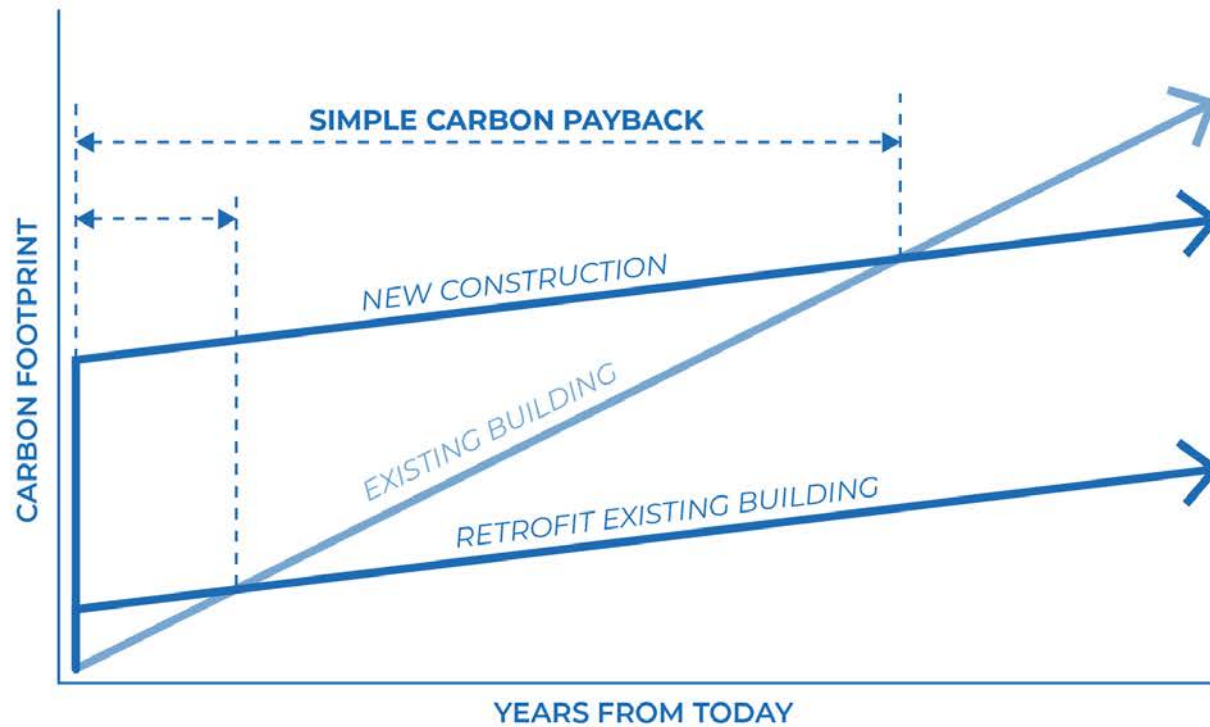 SIMPLE CARBON PAYBACK
CARBON FOOTPRINT
NEW CONSTRUCTION
EXISTING BUILDING
RETROFIT EXISTING BUILDING
YEARS FROM TODAY